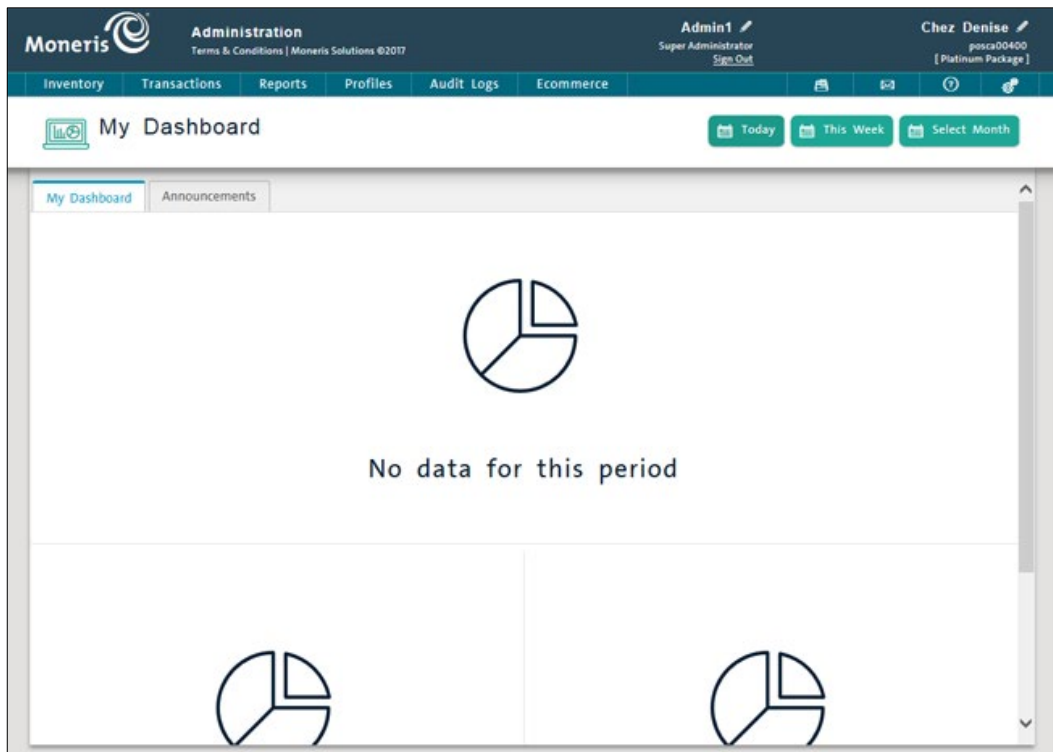 Moneris
Administration
Terms & Conditions | Moneris Solutions ©2017
Admin1
Super Administrator
Sign Out
Chez Denise
posca00400
[ Platinum Package ]
Inventory Transactions Reports Profiles Audit Logs Ecommerce
My Dashboard
Today This Week Select Month
My Dashboard Announcements
No data for this period